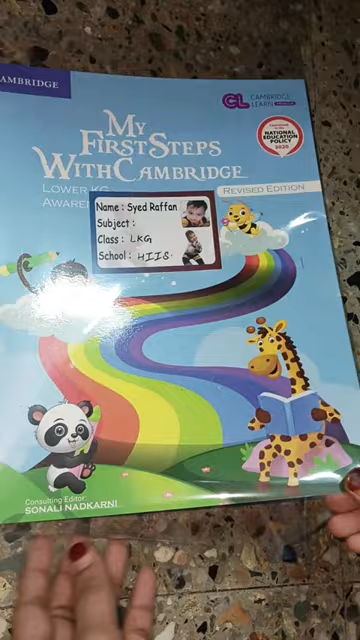 CAMBRIDGE
CL CAMBRIDGE
LEARN PREMIUM
NATIONAL
EDUCATION
POLICY
2020
MY
FIRST STEPS
WITH CAMBRIDGE
REVISED EDITION
LOWER KG
Name : Syed Raffan
Subject :
Class : LKG
School : HIIS.
Consulting Editor:
SONALI NADKARNI